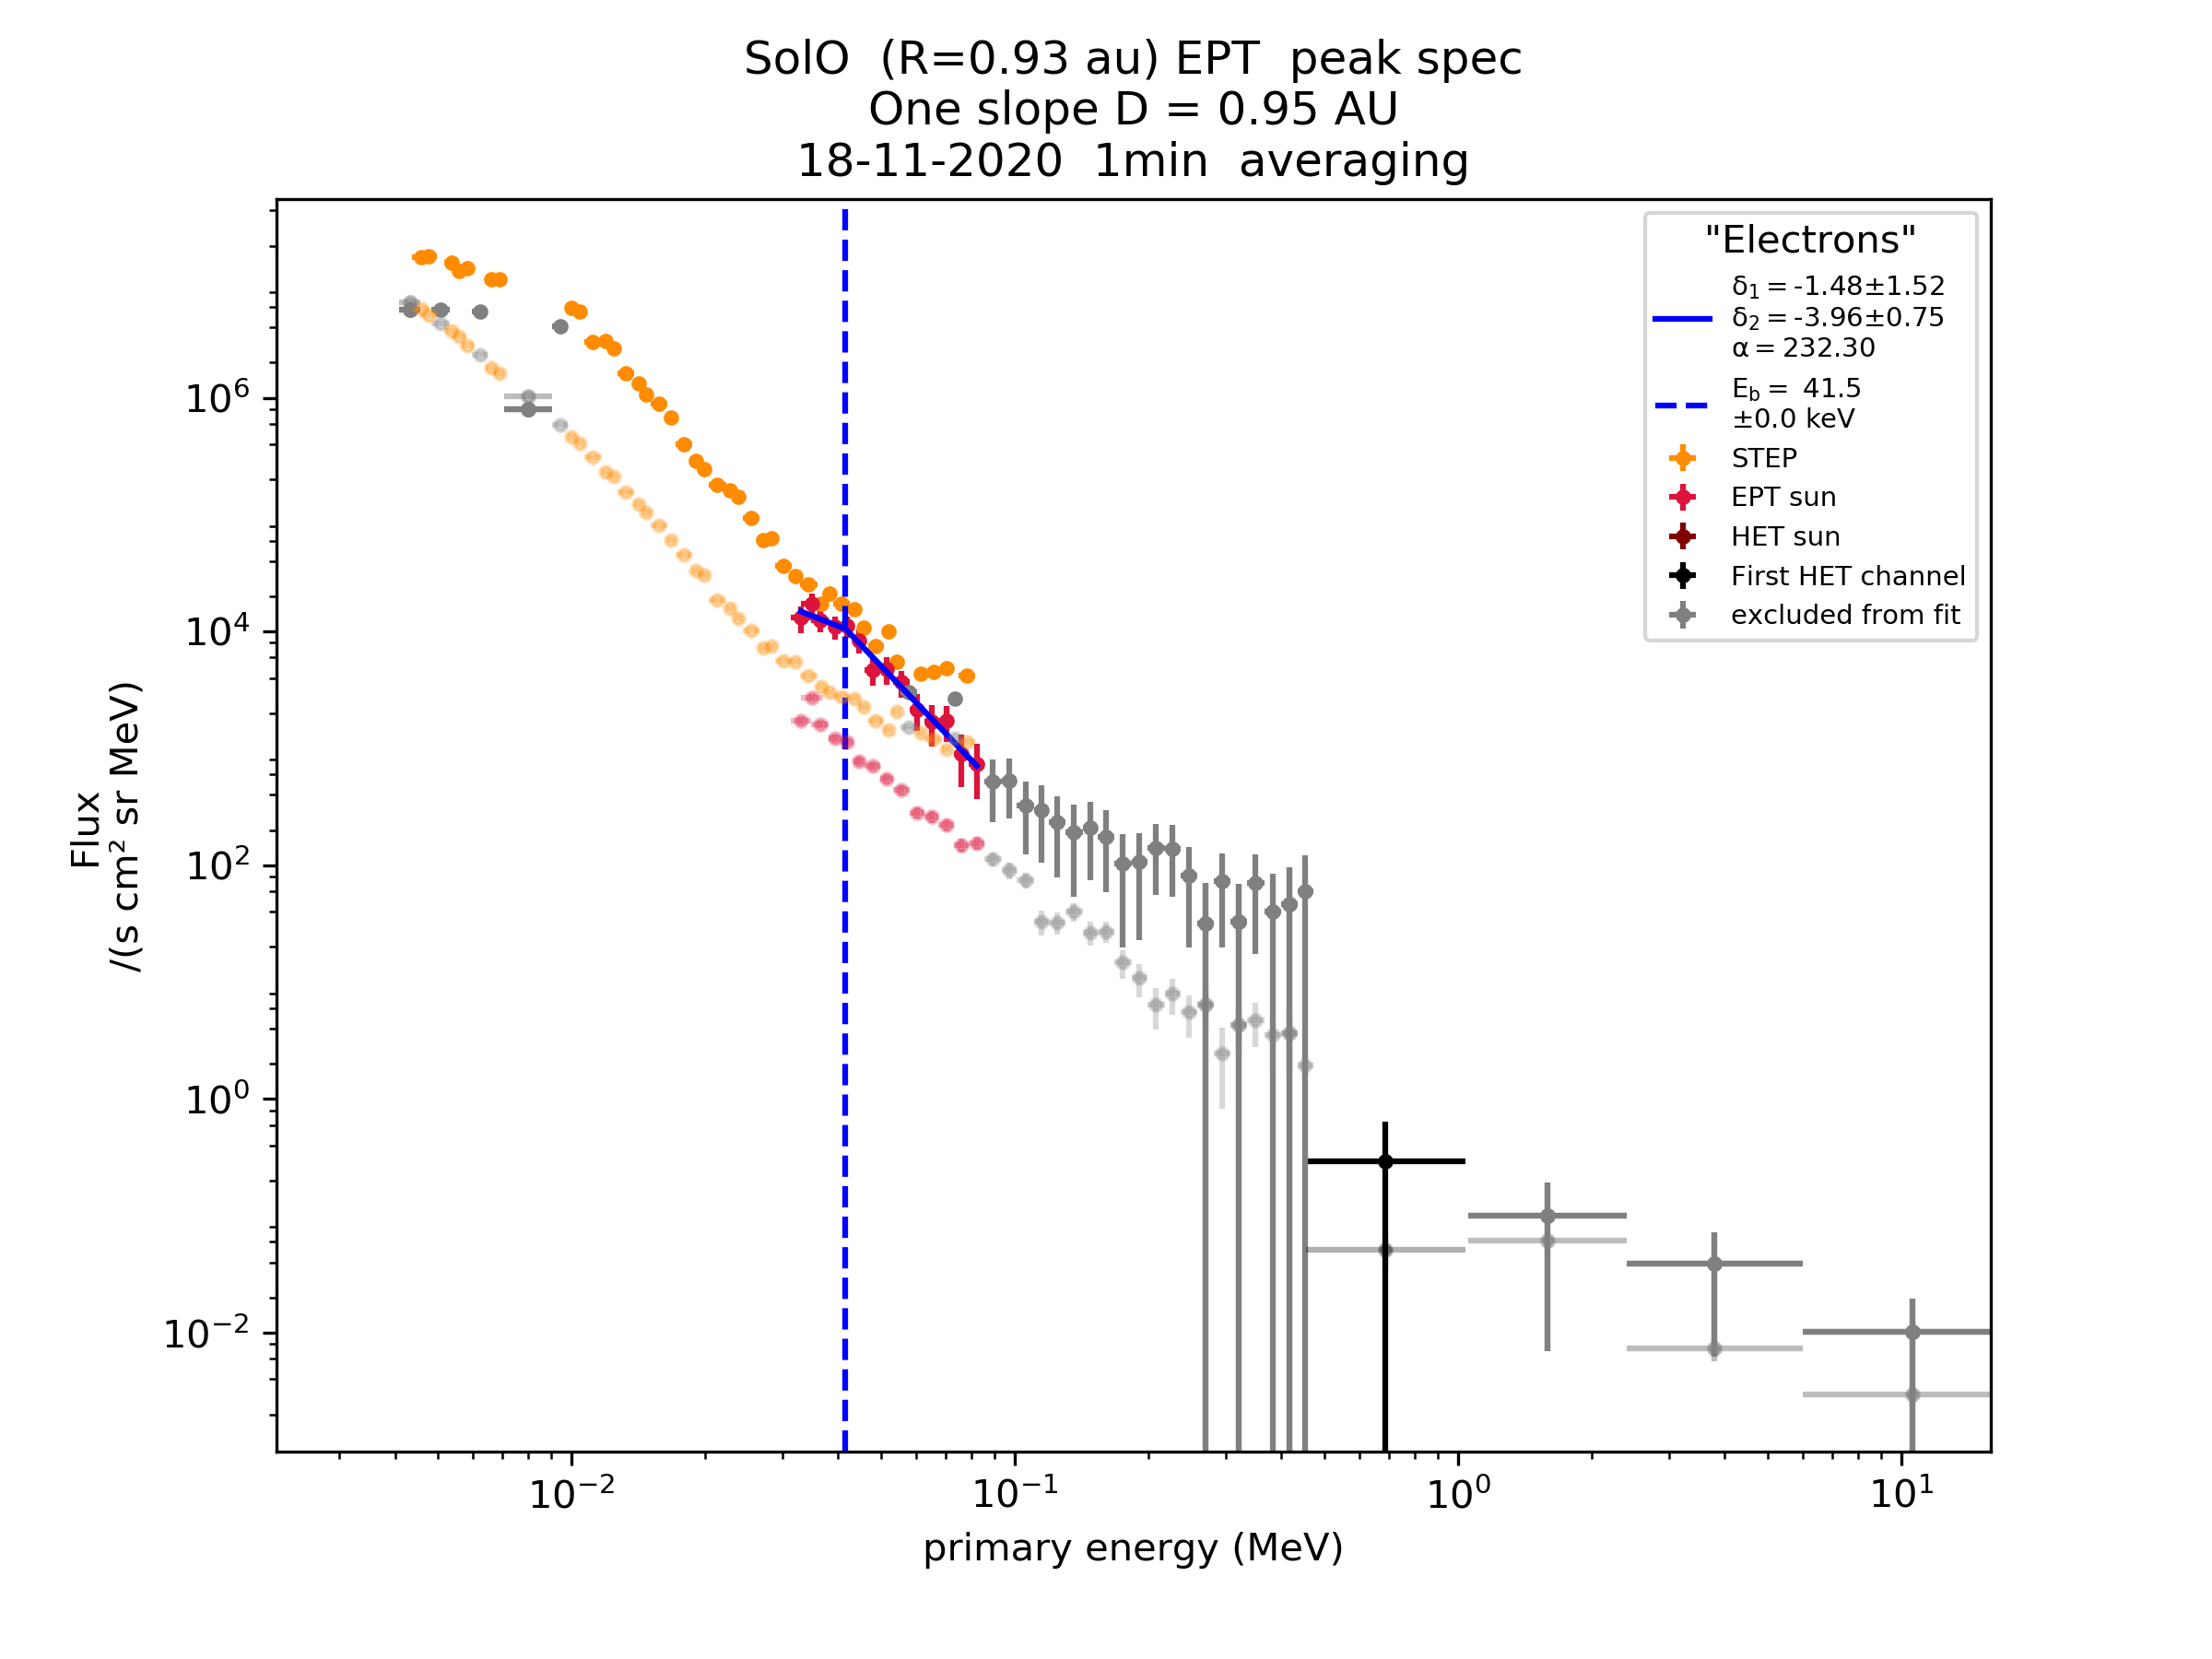 SolO  (R=0.93 au) EPT  peak spec
One slope D = 0.95 AU
18-11-2020  1min  averaging
"Electrons"
δ₁ = -1.48±1.52
δ₂ = -3.96±0.75
α = 232.30
E_b = 41.5
±0.0 keV
STEP
EPT sun
HET sun
First HET channel
excluded from fit
Flux
/(s cm² sr MeV)
10⁶
10⁴
10²
10⁰
10⁻²
10⁻² 10⁻¹ 10⁰ 10¹
primary energy (MeV)